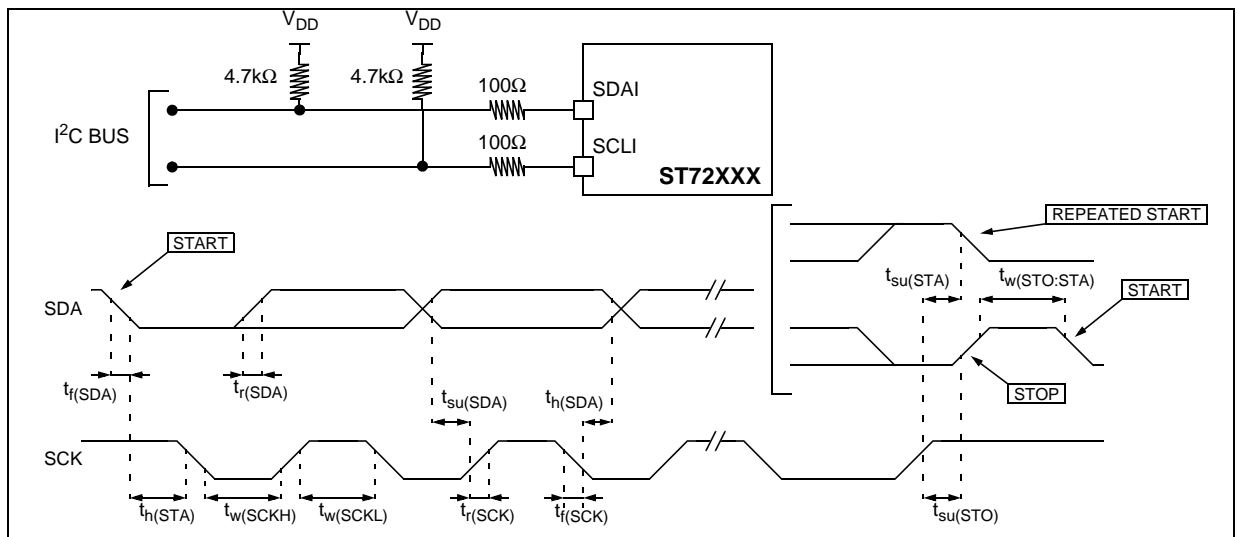 VDD VDD
4.7kΩ 4.7kΩ
100Ω SDAI
I²C BUS
100Ω SCLI
ST72XXX
REPEATED START
START
tsu(STA) tw(STO:STA) START
SDA
tf(SDA) tr(SDA) tsu(SDA) th(SDA) STOP
SCK
th(STA) tw(SCKH) tw(SCKL) tr(SCK) tf(SCK) tsu(STO)